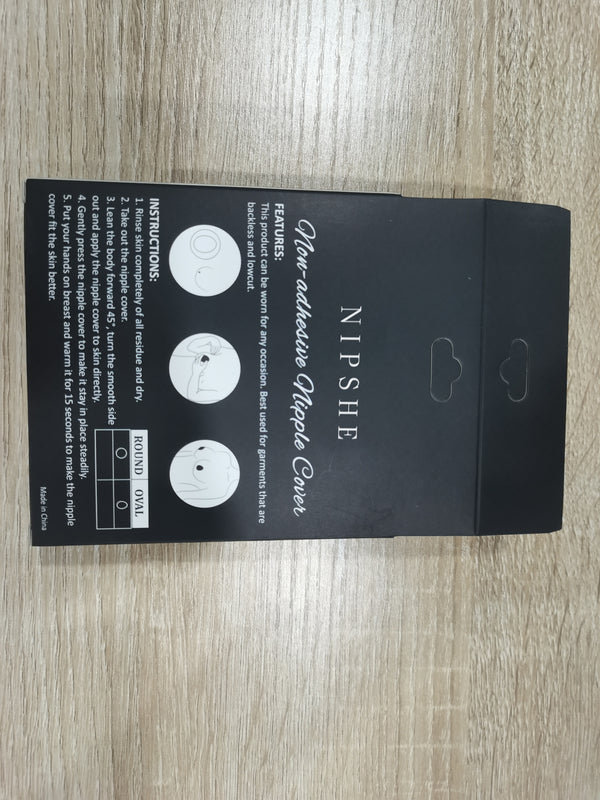 NIPSHE
Non-adhesive Nipple Cover
FEATURES:
This product can be worn for any occasion. Best used for garments that are
backless and lowcut.
INSTRUCTIONS:
1. Rinse skin completely of all residue and dry.
2. Take out the nipple cover.
3. Lean the body forward 45°, turn the smooth side
out and apply the nipple cover to skin directly.
4. Gently press the nipple cover to make it stay in place steadily.
5. Put your hands on breast and warm it for 15 seconds to make the nipple
cover fit the skin better.
ROUND OVAL
Made in China